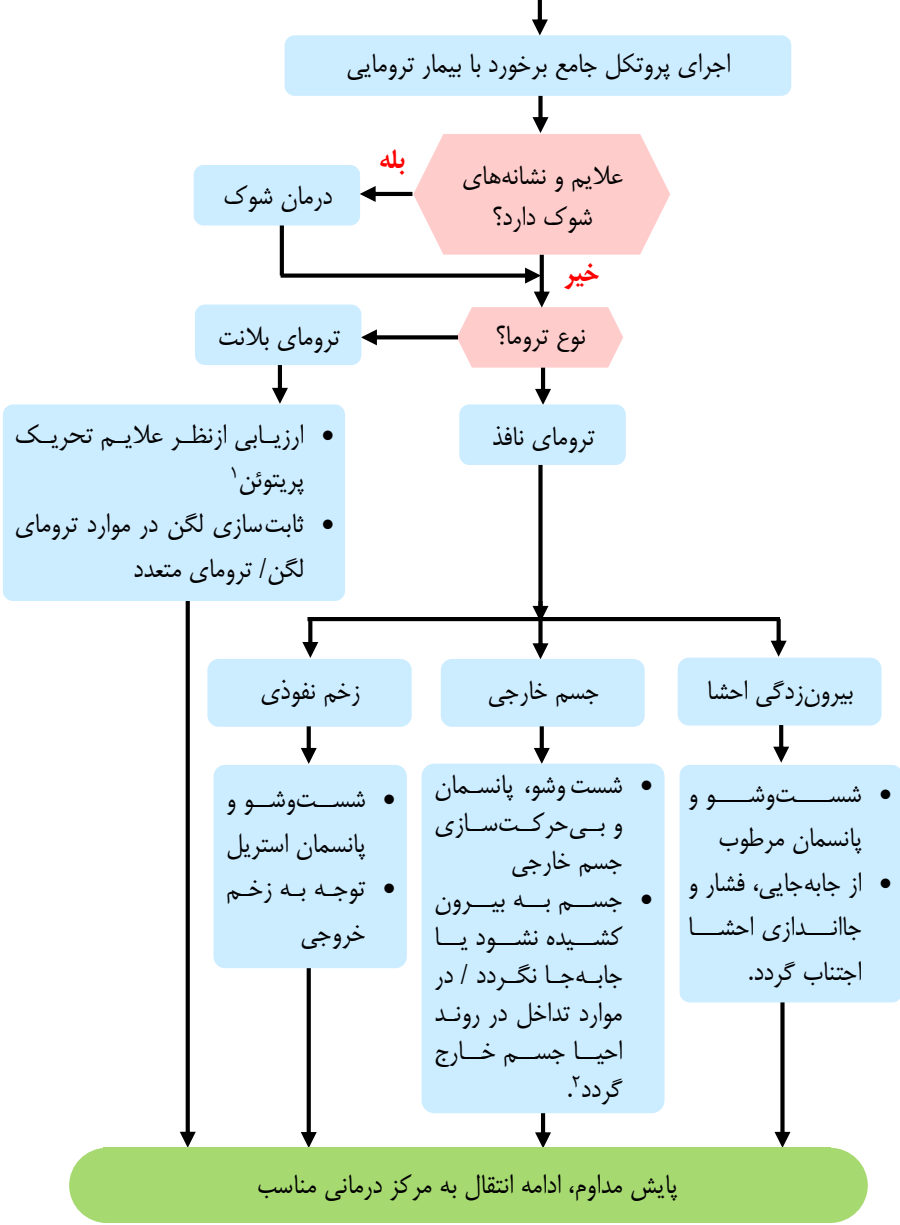 اجرای پروتکل جامع برخورد با بیمار ترومایی
علایم و نشانه‌های
شوک دارد؟
بله
درمان شوک
خیر
نوع تروما؟
ترومای بلانت
• ارزیابی ازنظر علایم تحریک
پریتوئن۱
• ثابت‌سازی لگن در موارد ترومای
لگن/ ترومای متعدد
ترومای نافذ
بیرون‌زدگی احشا
• شست‌وشو و
پانسمان مرطوب
• از جابه‌جایی، فشار و
جااندازی احشا
اجتناب گردد.
جسم خارجی
• شست‌وشو، پانسمان
و بی‌حرکت‌سازی
جسم خارجی
• جسم به بیرون
کشیده نشود یا
جابه‌جا نگردد / در
موارد تداخل در روند
احیا جسم خارج
گردد۲.
زخم نفوذی
• شست‌وشو و
پانسمان استریل
• توجه به زخم
خروجی
پایش مداوم، ادامه انتقال به مرکز درمانی مناسب